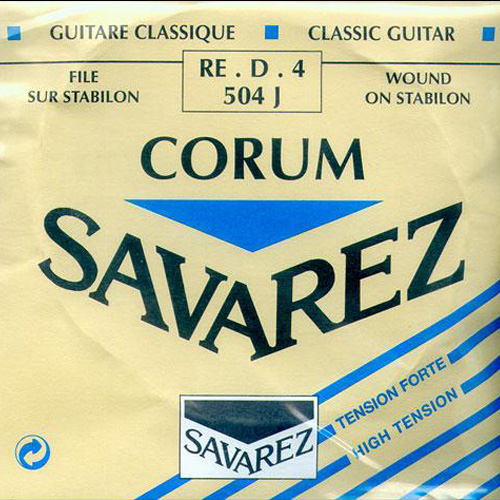 GUITARE CLASSIQUE
CLASSIC GUITAR
FILE
SUR STABILON
RE . D . 4
504 J
WOUND
ON STABILON
CORUM
SAVAREZ
TENSION FORTE
HIGH TENSION
SAVAREZ